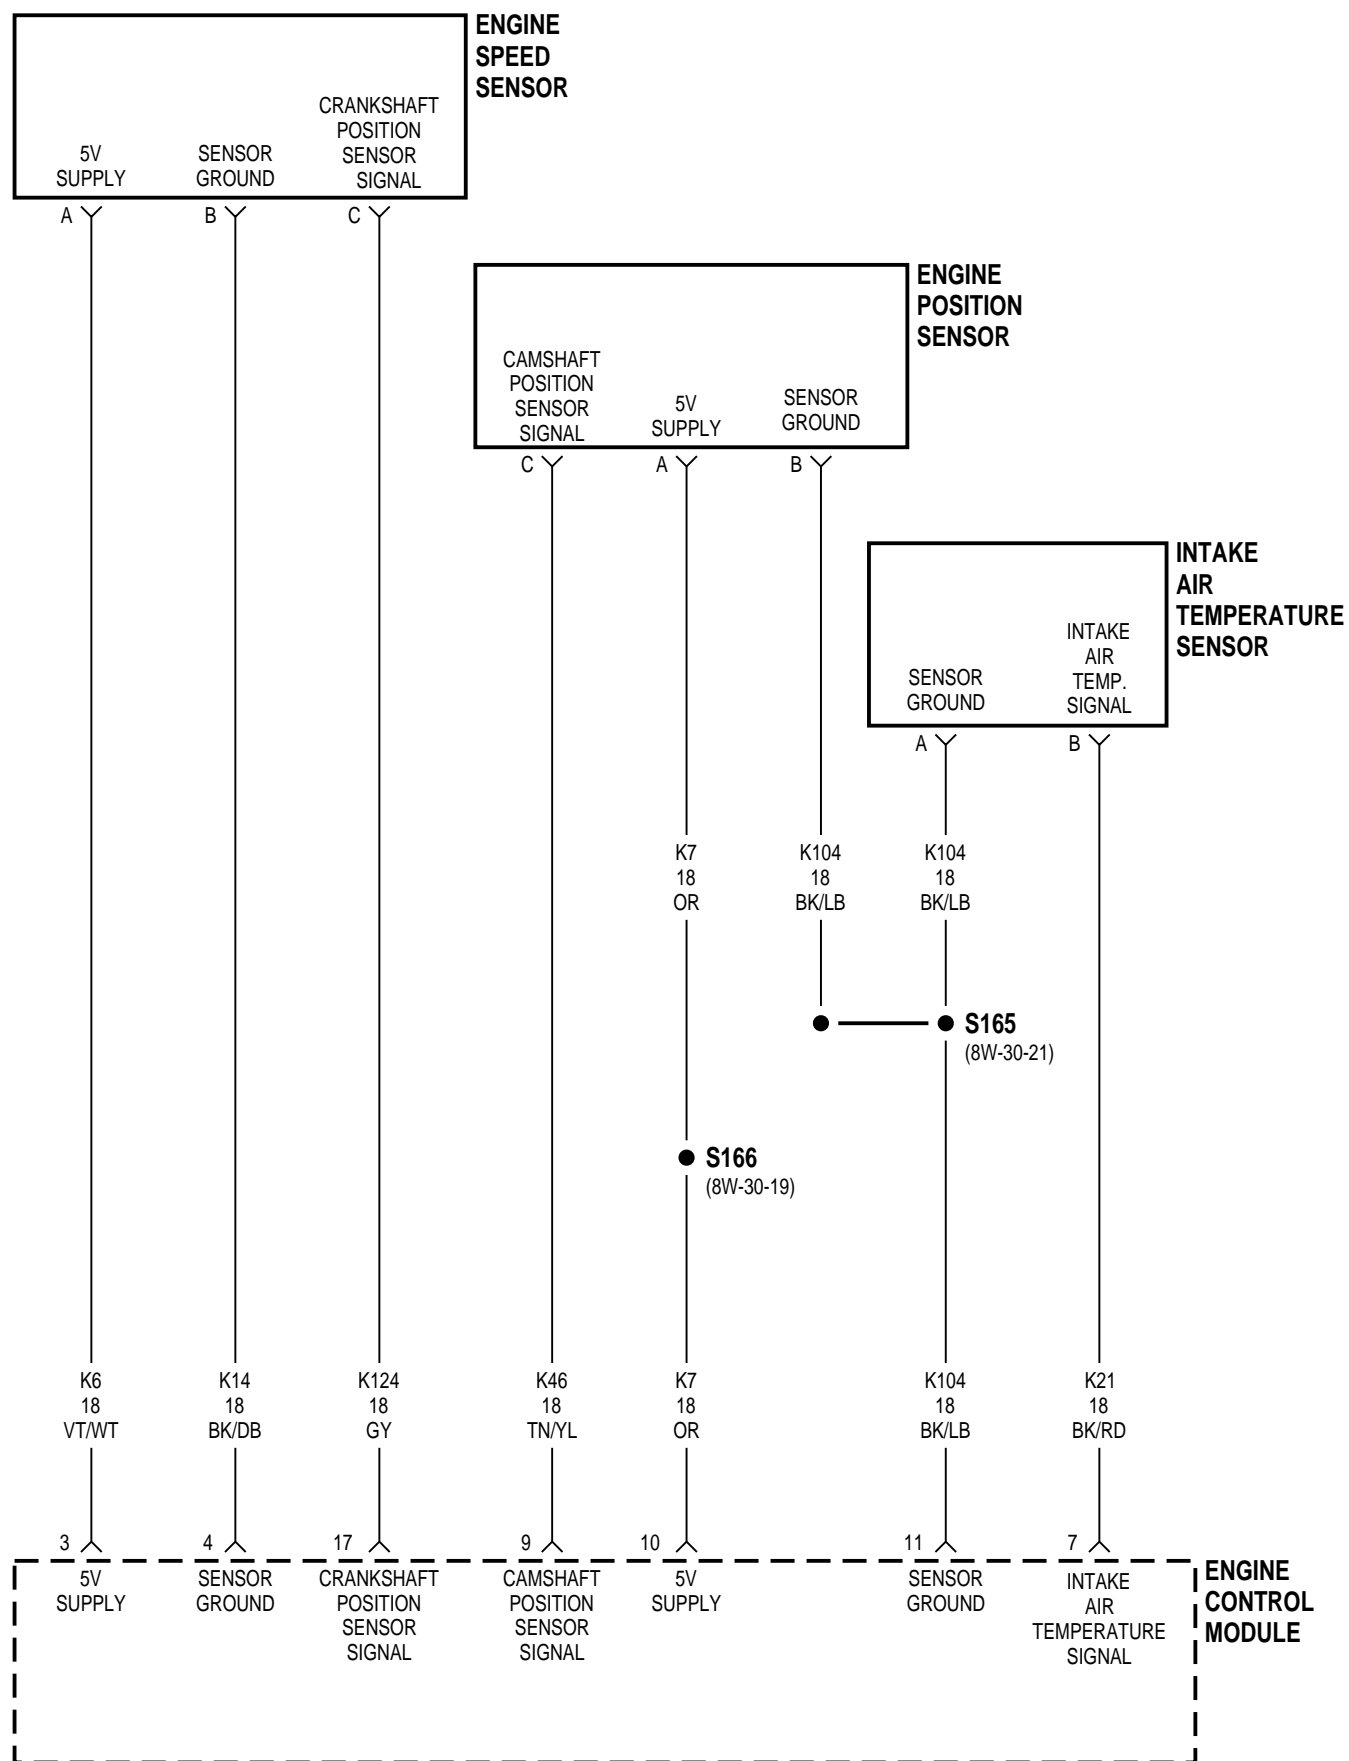 ENGINE
SPEED
SENSOR
5V
SUPPLY
SENSOR
GROUND
CRANKSHAFT
POSITION
SENSOR
SIGNAL
A
B
C
ENGINE
POSITION
SENSOR
CAMSHAFT
POSITION
SENSOR
SIGNAL
5V
SUPPLY
SENSOR
GROUND
C
A
B
INTAKE
AIR
TEMPERATURE
SENSOR
SENSOR
GROUND
INTAKE
AIR
TEMP.
SIGNAL
A
B
K7
18
OR
K104
18
BK/LB
K104
18
BK/LB
S165
(8W-30-21)
S166
(8W-30-19)
K6
18
VT/WT
K14
18
BK/DB
K124
18
GY
K46
18
TN/YL
K7
18
OR
K104
18
BK/LB
K21
18
BK/RD
3
4
17
9
10
11
7
5V
SUPPLY
SENSOR
GROUND
CRANKSHAFT
POSITION
SENSOR
SIGNAL
CAMSHAFT
POSITION
SENSOR
SIGNAL
5V
SUPPLY
SENSOR
GROUND
INTAKE
AIR
TEMPERATURE
SIGNAL
ENGINE
CONTROL
MODULE